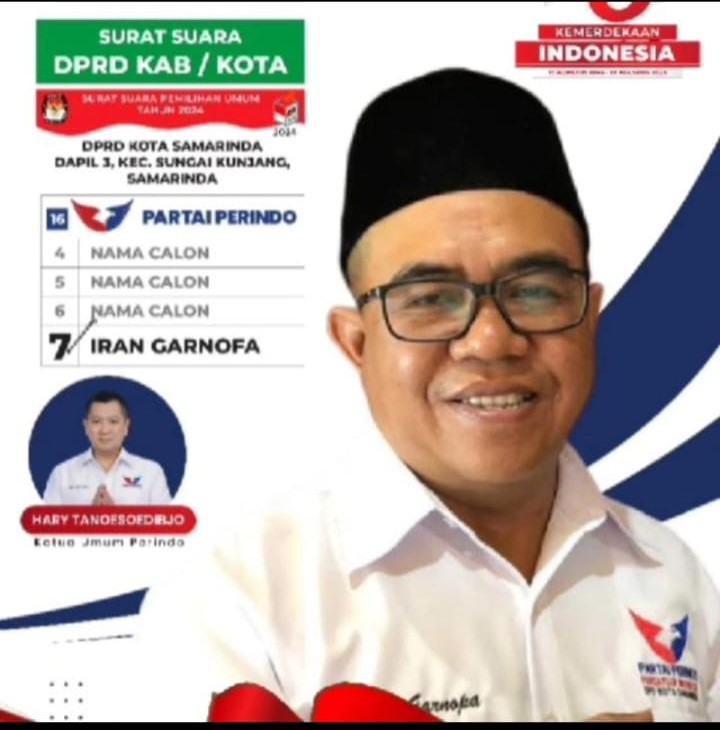 SURAT SUARA
DPRD KAB / KOTA
SURAT SUARA PEMILIHAN UMUM
TAHUN 2024
2024
DPRD KOTA SAMARINDA
DAPIL 3, KEC. SUNGAI KUNJANG,
SAMARINDA
16 PARTAI PERINDO
4 NAMA CALON
5 NAMA CALON
6 NAMA CALON
7 IRAN GARNOFA
HARY TANOESOEDIBJO
Ketua Umum Perindo
KEMERDEKAAN
INDONESIA
PARTAI PERINDO
Garnopa